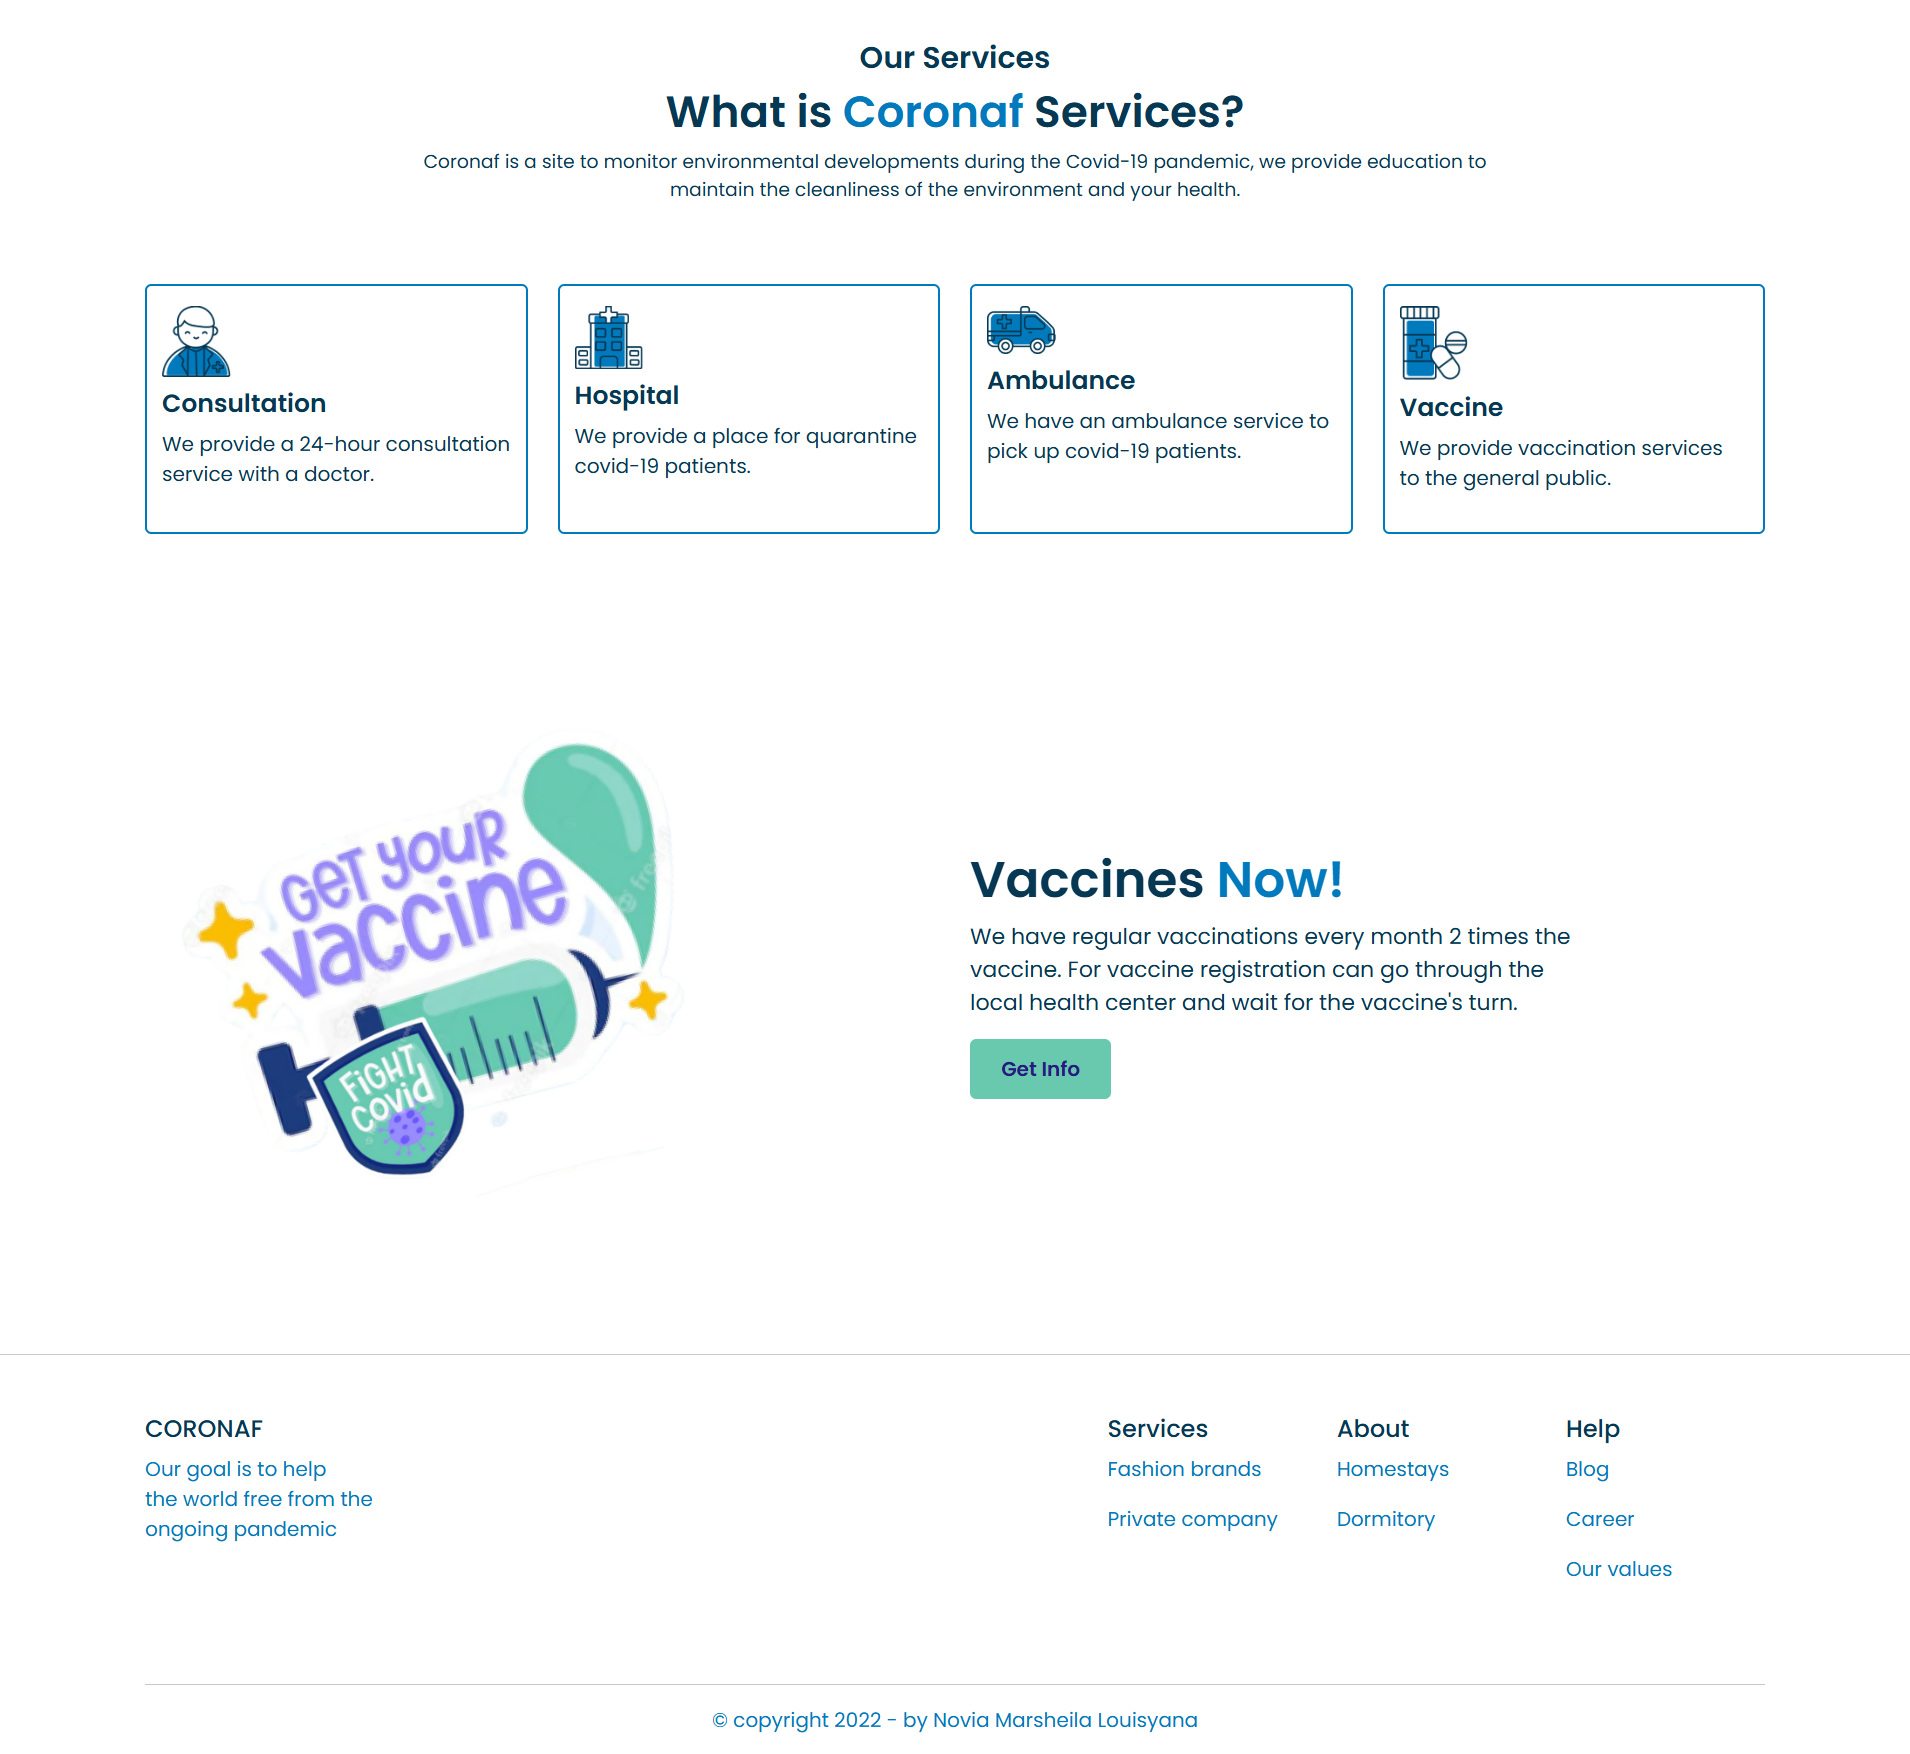 Our Services
What is Coronaf Services?
Coronaf is a site to monitor environmental developments during the Covid-19 pandemic, we provide education to
maintain the cleanliness of the environment and your health.
Consultation
We provide a 24-hour consultation
service with a doctor.
Hospital
We provide a place for quarantine
covid-19 patients.
Ambulance
We have an ambulance service to
pick up covid-19 patients.
Vaccine
We provide vaccination services
to the general public.
GET YOUR
vaccine
FiGHT
Covid
Vaccines Now!
We have regular vaccinations every month 2 times the
vaccine. For vaccine registration can go through the
local health center and wait for the vaccine's turn.
Get Info
CORONAF
Our goal is to help
the world free from the
ongoing pandemic
Services
Fashion brands
Private company
About
Homestays
Dormitory
Help
Blog
Career
Our values
© copyright 2022 - by Novia Marsheila Louisyana